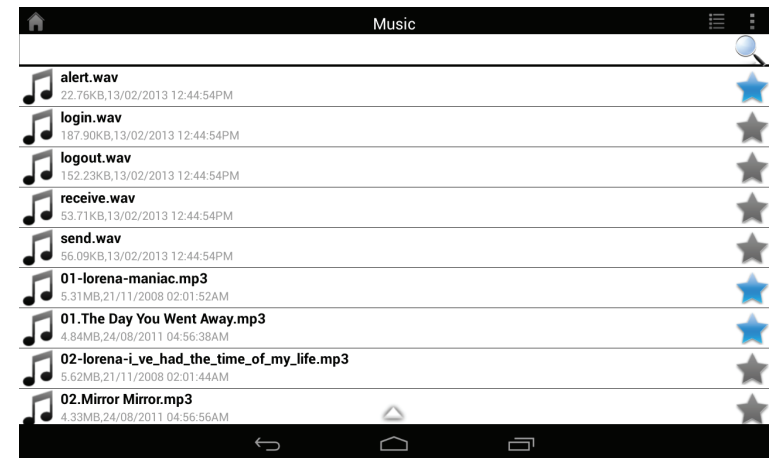 Music
alert.wav
22.76KB,13/02/2013 12:44:54PM
login.wav
187.90KB,13/02/2013 12:44:54PM
logout.wav
152.23KB,13/02/2013 12:44:54PM
receive.wav
53.71KB,13/02/2013 12:44:54PM
send.wav
56.09KB,13/02/2013 12:44:54PM
01-lorena-maniac.mp3
5.31MB,21/11/2008 02:01:52AM
01.The Day You Went Away.mp3
4.84MB,24/08/2011 04:56:38AM
02-lorena-i_ve_had_the_time_of_my_life.mp3
5.62MB,21/11/2008 02:01:44AM
02.Mirror Mirror.mp3
4.33MB,24/08/2011 04:56:56AM